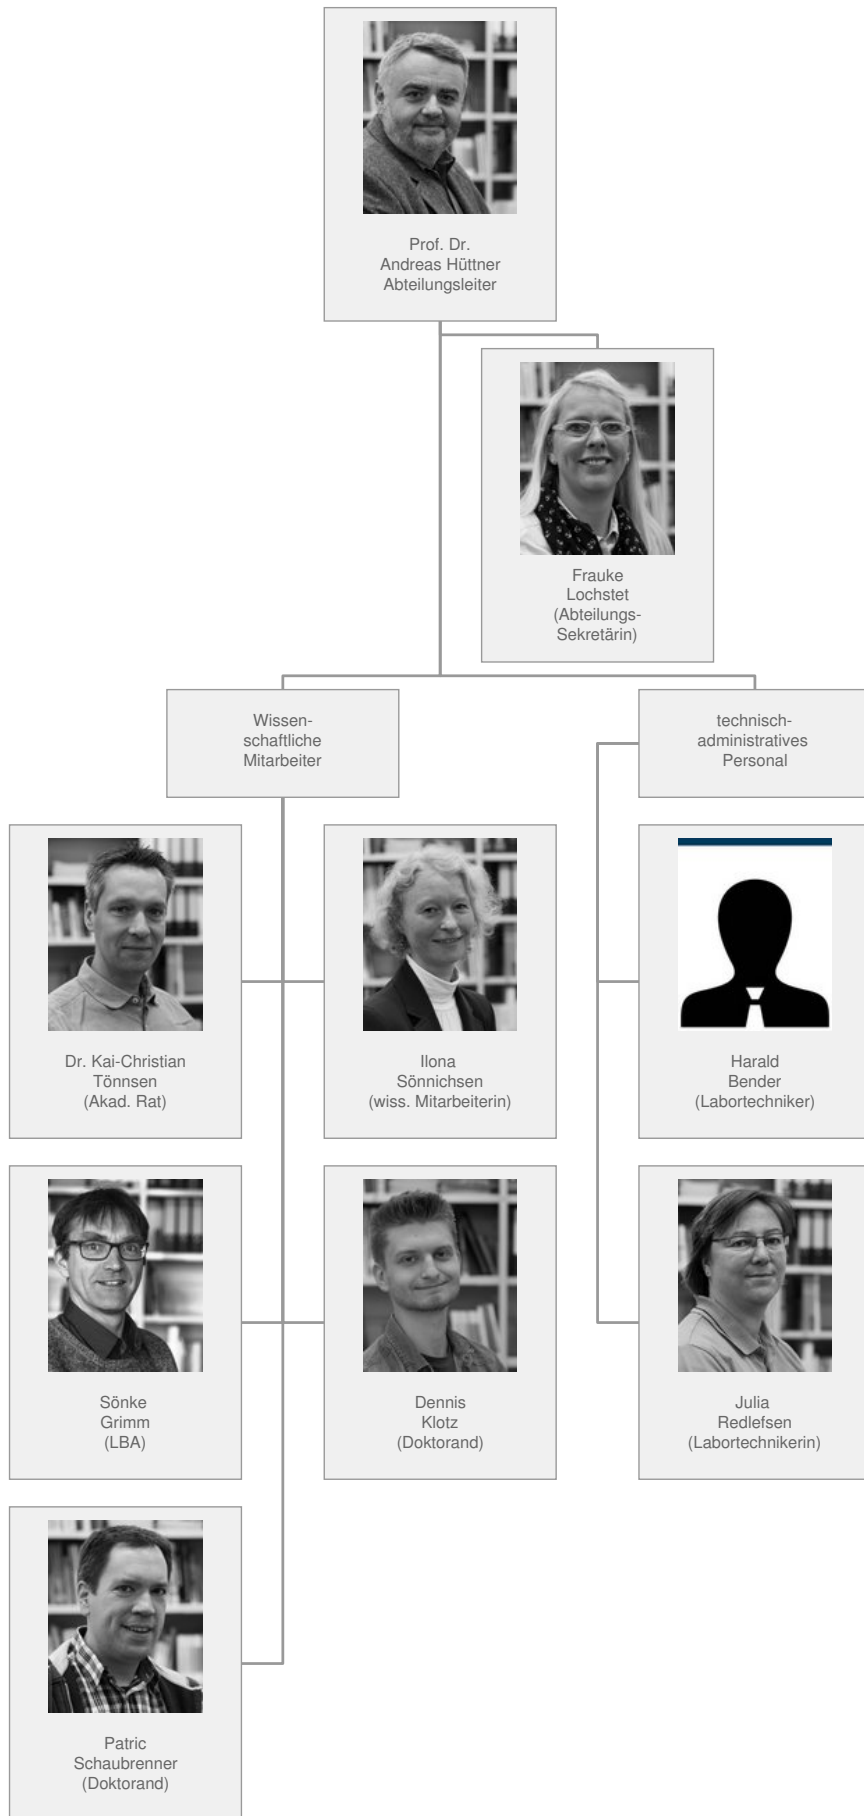 Prof. Dr.
Andreas Hüttner
Abteilungsleiter
Frauke
Lochstet
(Abteilungs-
Sekretärin)
Wissen-
schaftliche
Mitarbeiter
technisch-
administratives
Personal
Dr. Kai-Christian
Tönnsen
(Akad. Rat)
Ilona
Sönnichsen
(wiss. Mitarbeiterin)
Harald
Bender
(Labortechniker)
Sönke
Grimm
(LBA)
Dennis
Klotz
(Doktorand)
Julia
Redlefsen
(Labortechnikerin)
Patric
Schaubrenner
(Doktorand)